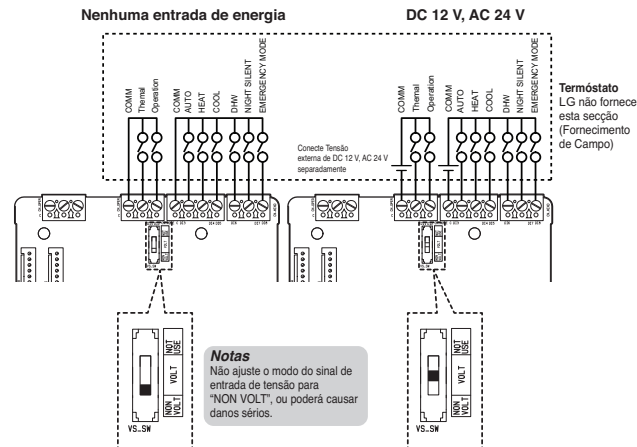 Nenhuma entrada de energia
DC 12 V, AC 24 V
COMM
Themal
Operation
COMM
AUTO
HEAT
COOL
DHW
NIGHT SILENT
EMERGENCY MODE
Conecte Tensão
externa de DC 12 V, AC 24 V
separadamente
COMM
Themal
Operation
COMM
AUTO
HEAT
COOL
DHW
NIGHT SILENT
EMERGENCY MODE
Termóstato
LG não fornece
esta secção
(Fornecimento
de Campo)
VS_SW
VS_SW
NOT
USE
VOLT
NON
VOLT
VS_SW
Notas
Não ajuste o modo do sinal de
entrada de tensão para
“NON VOLT”, ou poderá causar
danos sérios.
NOT
USE
VOLT
NON
VOLT
VS_SW